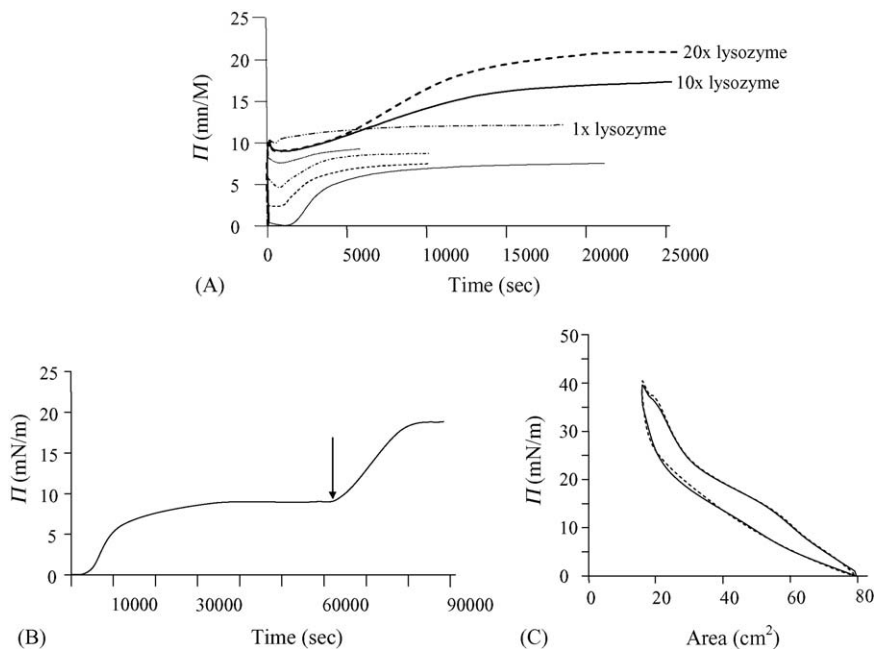 25
20
15
10
5
0
Π (mn/M)
20x lysozyme
10x lysozyme
1x lysozyme
0 5000 10000 15000 20000 25000
(A) Time (sec)
25
20
15
10
5
0
Π (mN/m)
10000 30000 60000 90000
(B) Time (sec)
50
40
30
20
10
0
Π (mN/m)
0 20 40 60 80
(C) Area (cm²)